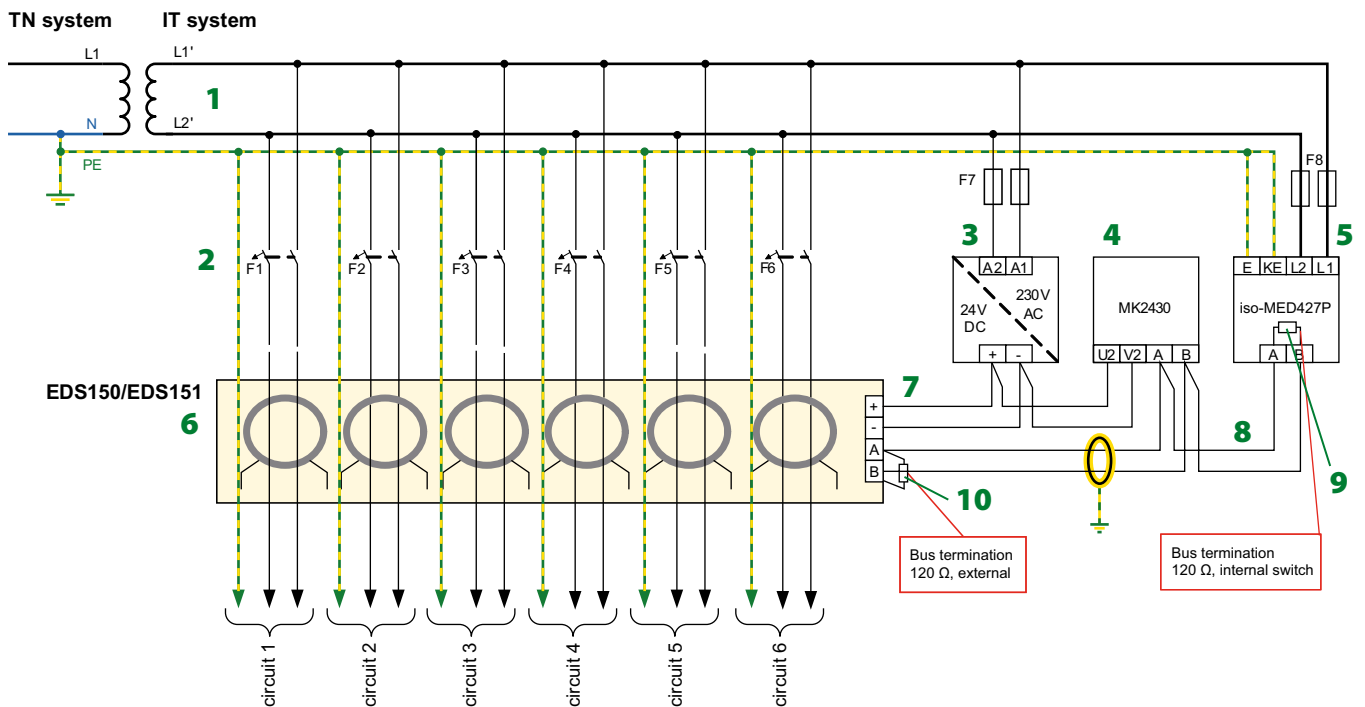 TN system IT system
L1 L1'
1
N L2'
PE
F7 F8
2 3 4 5
F1 F2 F3 F4 F5 F6
A2 A1
E KE L2 L1
24V
DC
230V
AC
MK2430
iso-MED427P
+ -
U2 V2 A B
A B
EDS150/EDS151
6
7
+
-
A
B
8
9
10
Bus termination
120 Ω, external
Bus termination
120 Ω, internal switch
circuit 1
circuit 2
circuit 3
circuit 4
circuit 5
circuit 6